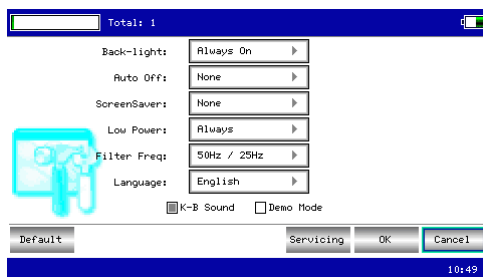 Total: 1
Back-light: Always On
Auto Off: None
ScreenSaver: None
Low Power: Always
Filter Freq: 50Hz / 25Hz
Language: English
K-B Sound Demo Mode
Default Servicing OK Cancel
10:49